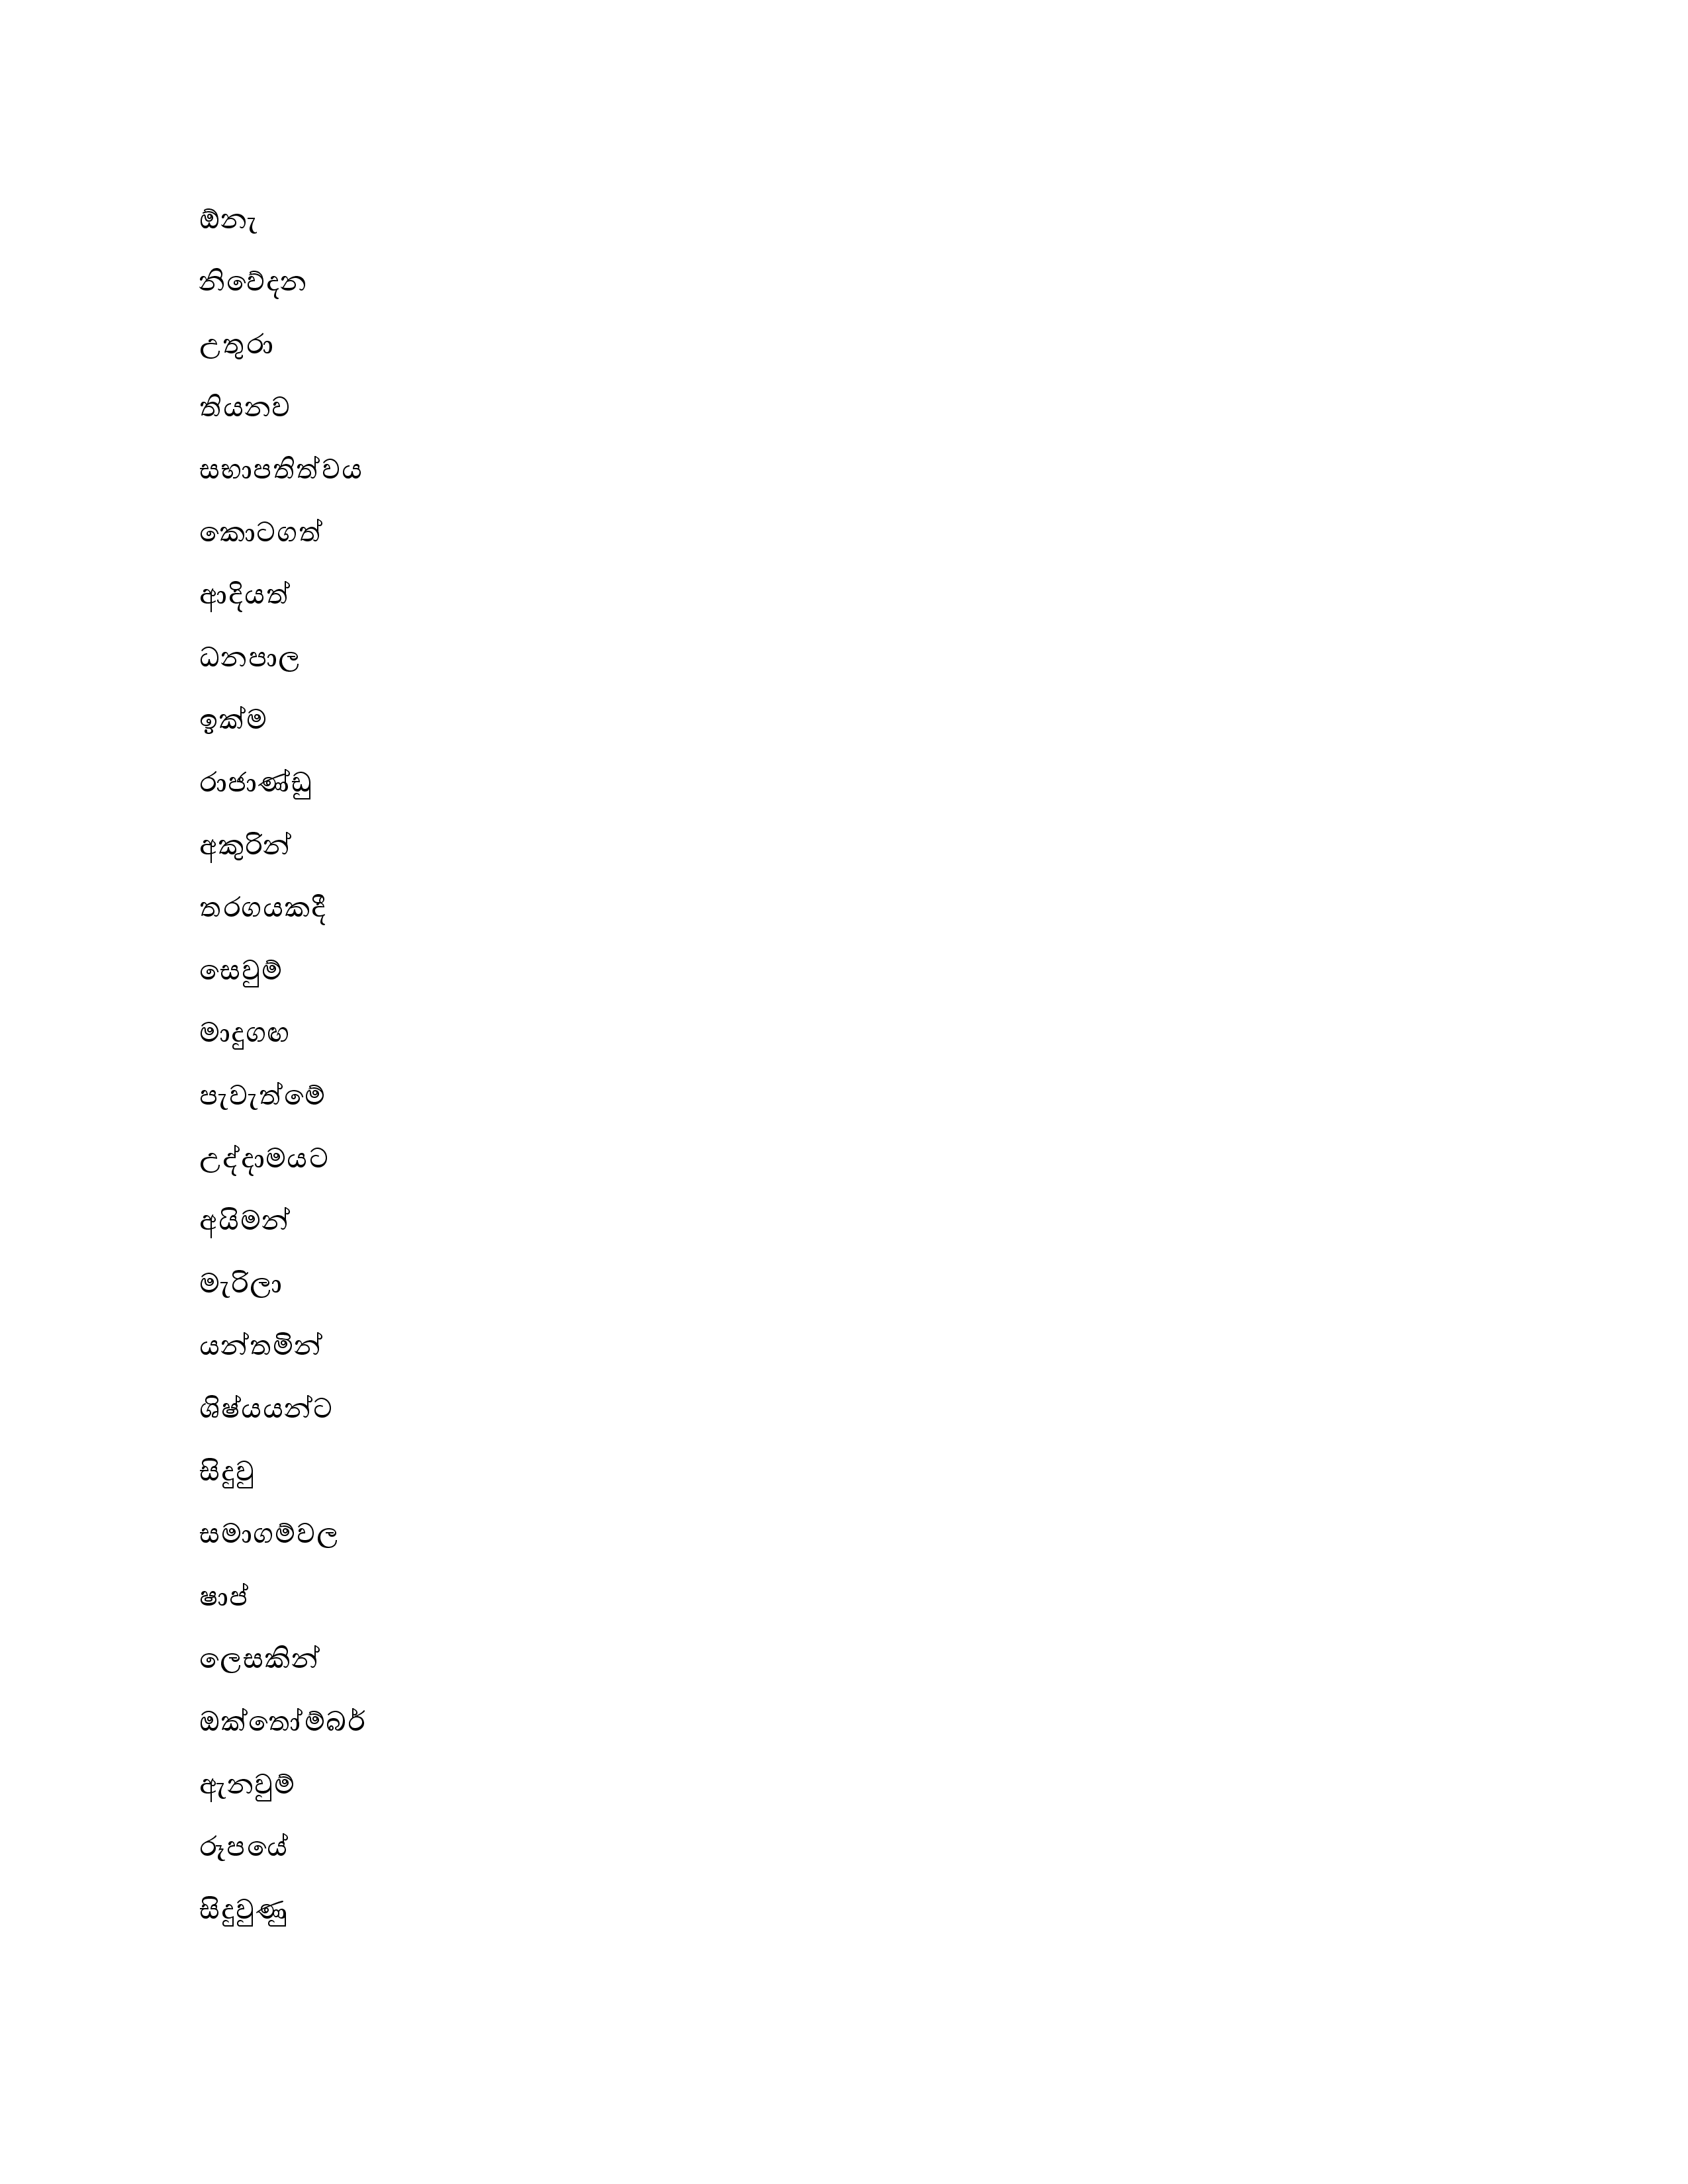 ඕනැ
නිවේදන
උතුරා
තියනව
සභාපතිත්වය
කොටගත්
ආදියත්
ධනපාල
ඉක්ම
රාජාණ්ඩු
අකුරින්
තරගයකදී
සෙවුම්
මාදුගඟ
පැවැත්මේ
උද්දාමයට
අයිමන්
මැරිලා
යන්තමින්
ශිෂ්යයන්ට
සිදුවු
සමාගම්වල
ෂාප්
ලෙසකින්
ඔක්තෝම්බර්
ඇනවුම්
රූපයේ
සිදුවුණු